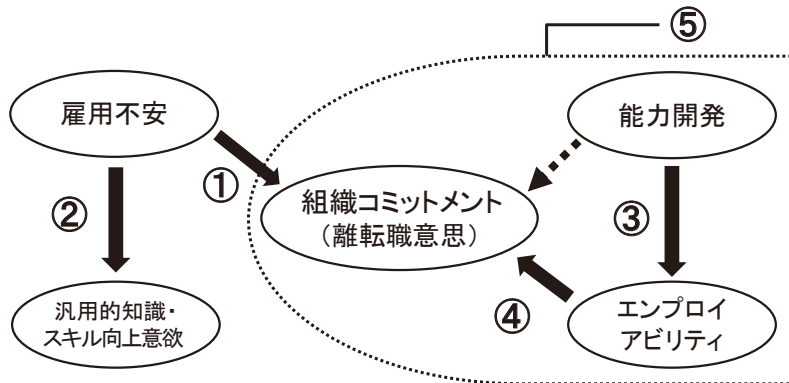 ⑤
雇用不安
能力開発
①
組織コミットメント
（離転職意思）
②
③
汎用的知識・
スキル向上意欲
④
エンプロイ
アビリティ